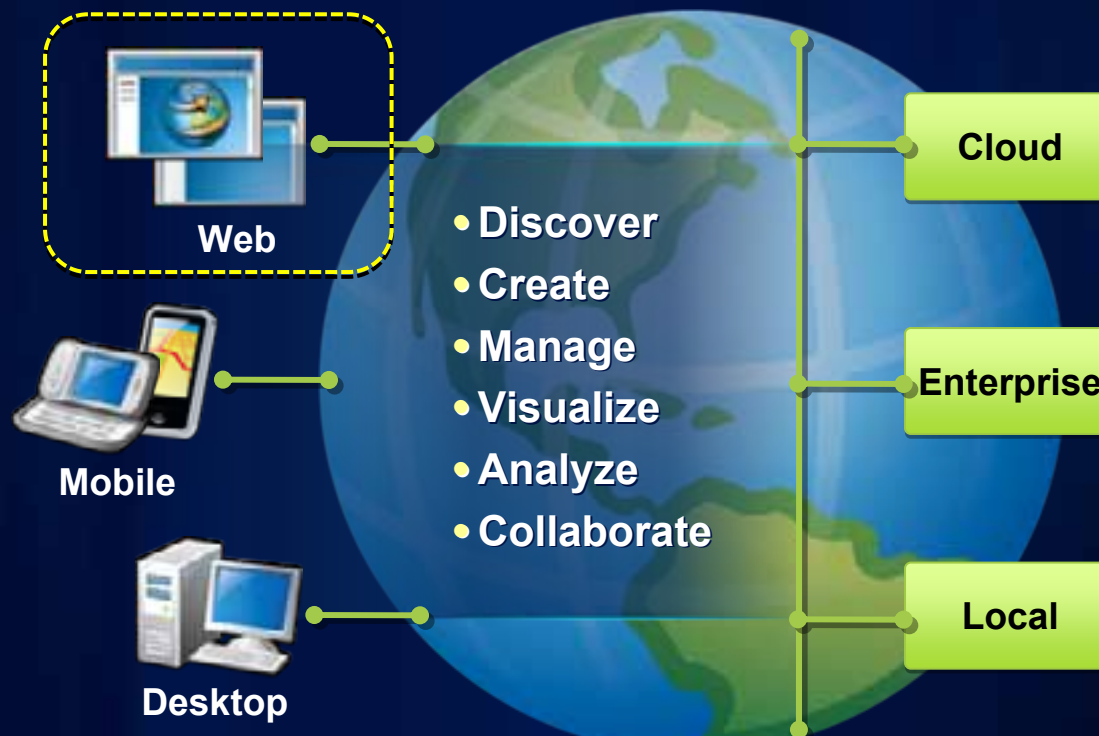 Web
Mobile
Desktop
• Discover
• Create
• Manage
• Visualize
• Analyze
• Collaborate
Cloud
Enterprise
Local